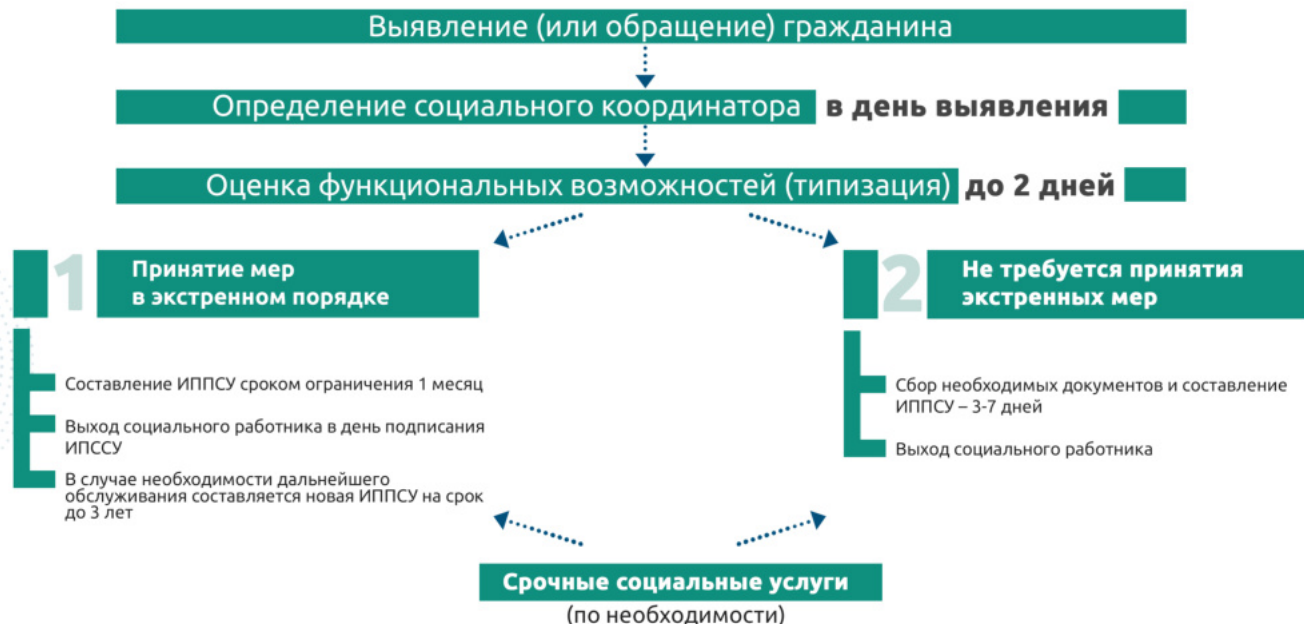 Выявление (или обращение) гражданина
Определение социального координатора в день выявления
Оценка функциональных возможностей (типизация) до 2 дней
1
Принятие мер
в экстренном порядке
Составление ИППСУ сроком ограничения 1 месяц
Выход социального работника в день подписания
ИПССУ
В случае необходимости дальнейшего
обслуживания составляется новая ИППСУ на срок
до 3 лет
2
Не требуется принятия
экстренных мер
Сбор необходимых документов и составление
ИППСУ – 3-7 дней
Выход социального работника
Срочные социальные услуги
(по необходимости)